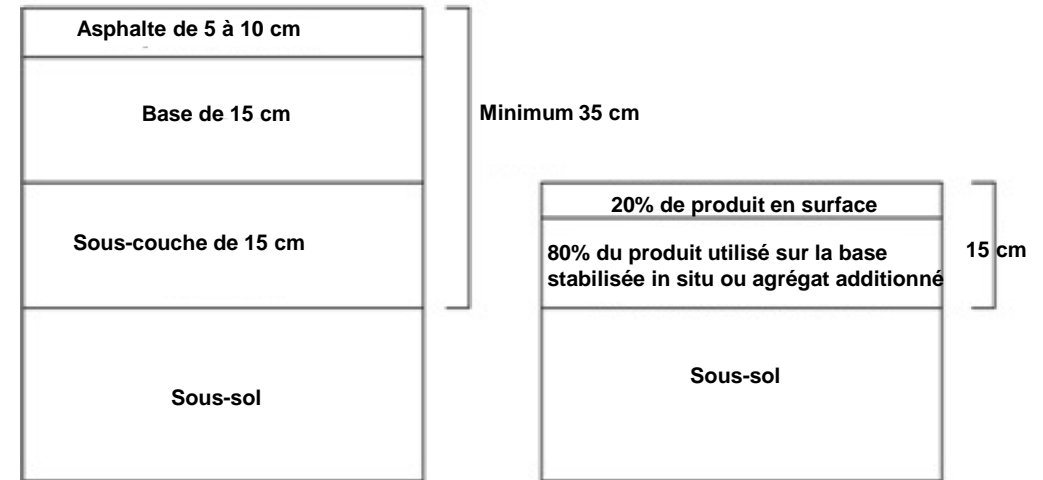 Asphalte de 5 à 10 cm
Base de 15 cm
Minimum 35 cm
Sous-couche de 15 cm
Sous-sol
20% de produit en surface
80% du produit utilisé sur la base
stabilisée in situ ou agrégat additionné
15 cm
Sous-sol